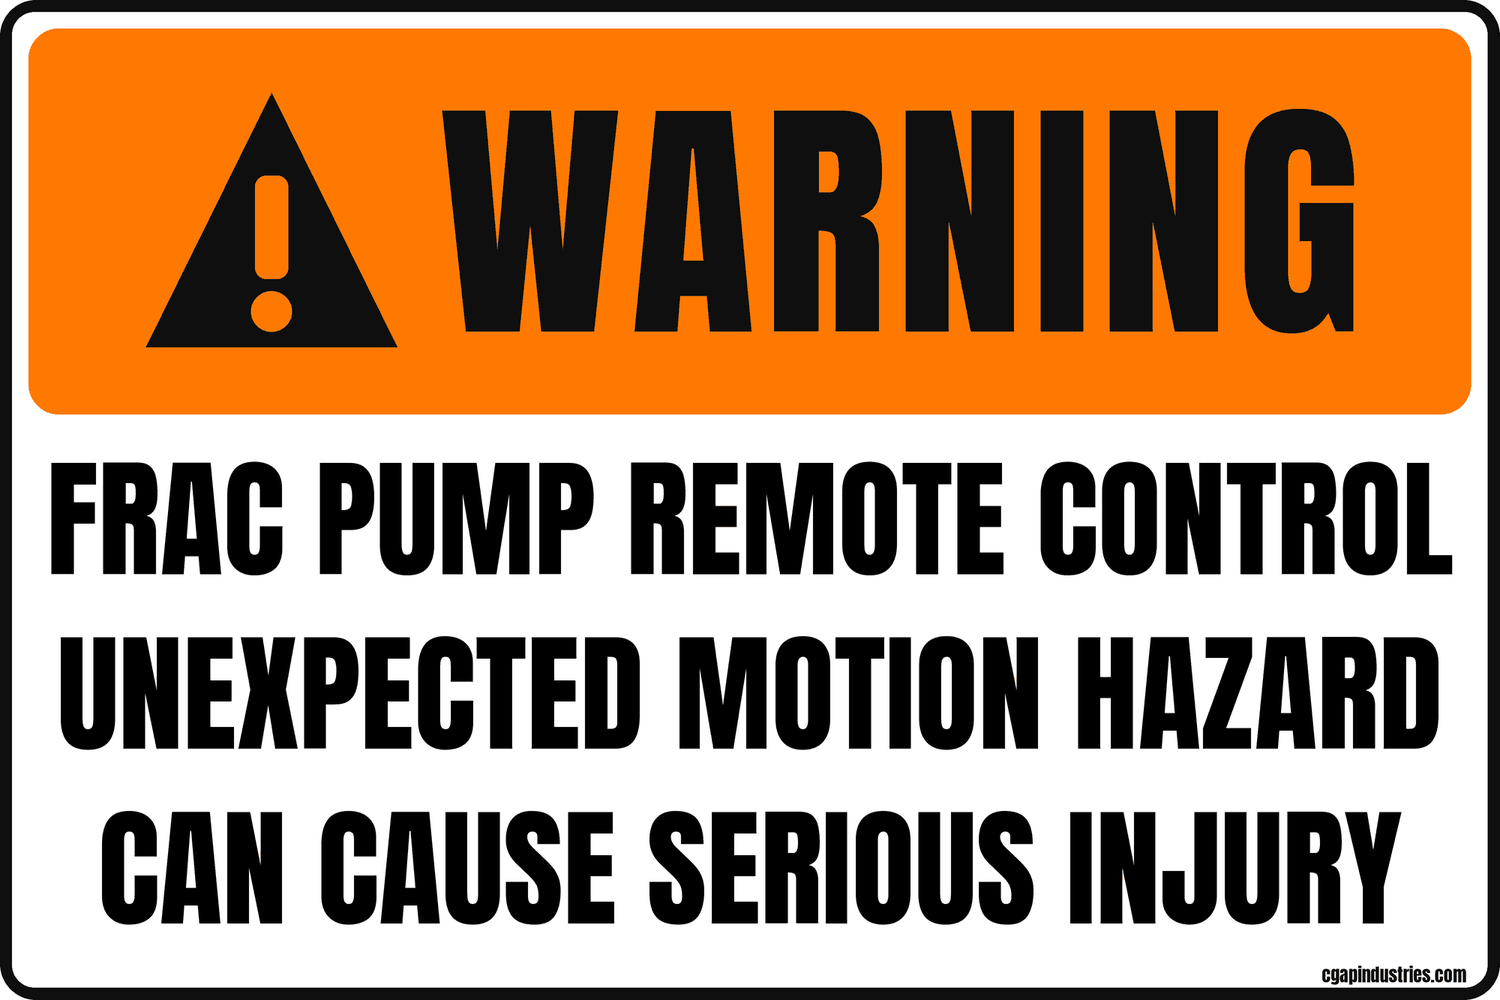 WARNING
FRAC PUMP REMOTE CONTROL
UNEXPECTED MOTION HAZARD
CAN CAUSE SERIOUS INJURY
cgapindustries.com